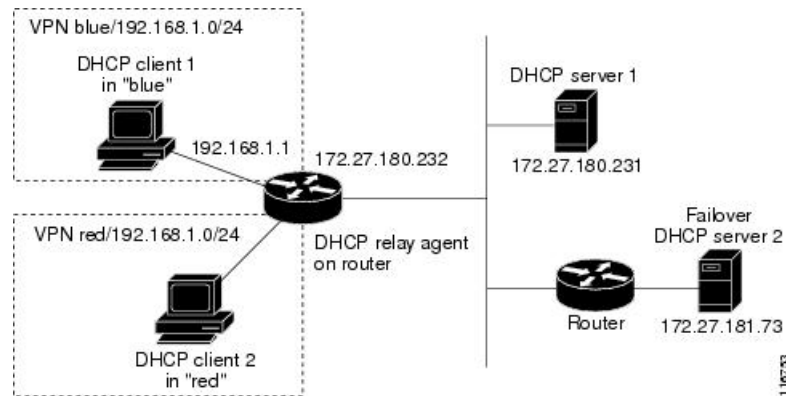 VPN blue/192.168.1.0/24
DHCP client 1
in "blue"
192.168.1.1
172.27.180.232
DHCP server 1
172.27.180.231
VPN red/192.168.1.0/24
DHCP relay agent
on router
DHCP client 2
in "red"
Failover
DHCP server 2
Router
172.27.181.73
116753